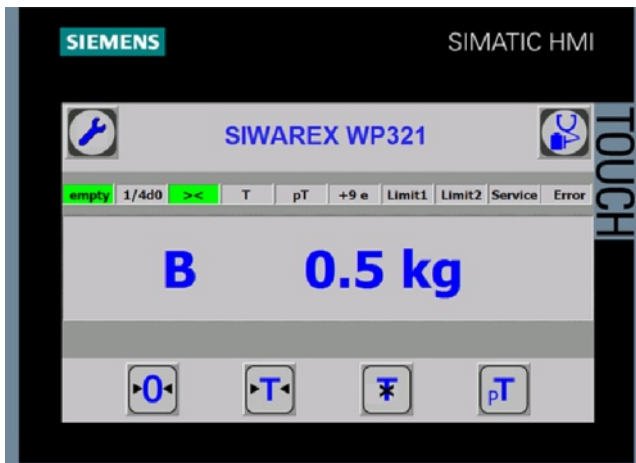 SIEMENS SIMATIC HMI
SIWAREX WP321
TOUCH
empty 1/4d0 >< T pT +9 e Limit1 Limit2 Service Error
B 0.5 kg
▸0◂ ▸T◂ T pT